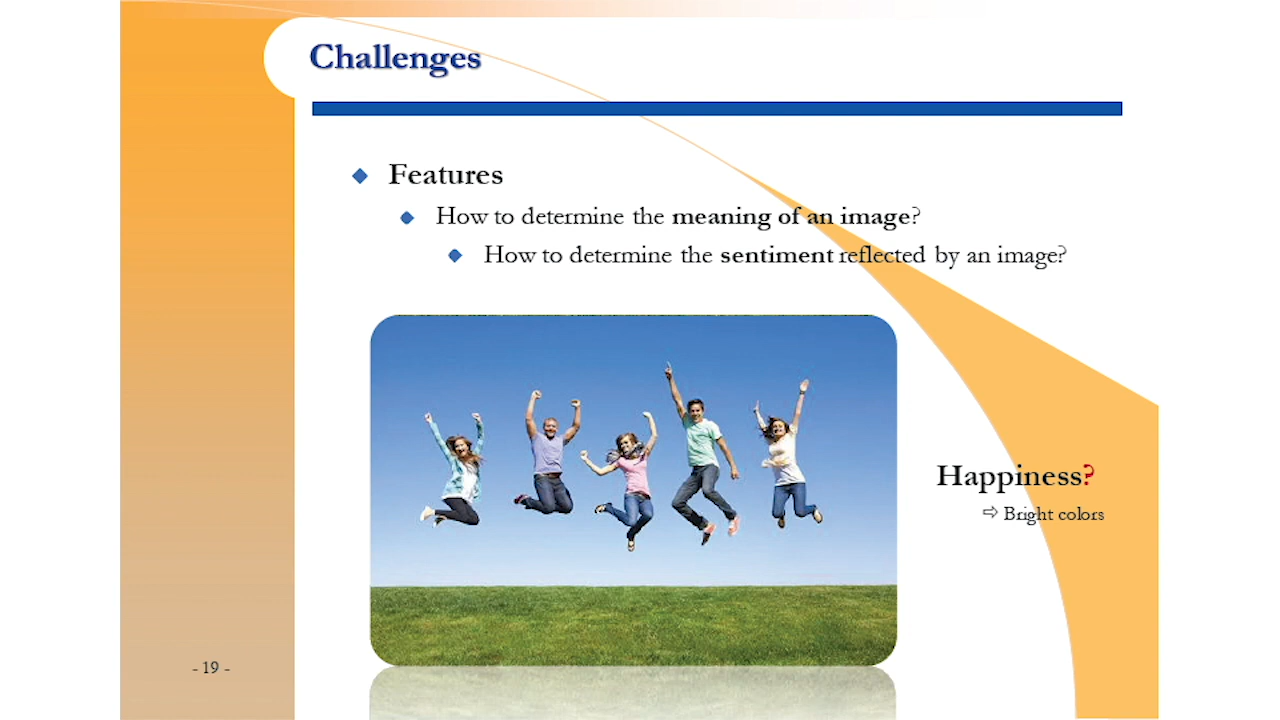 Challenges
Features
How to determine the meaning of an image?
How to determine the sentiment reflected by an image?
Happiness?
⇨ Bright colors
- 19 -